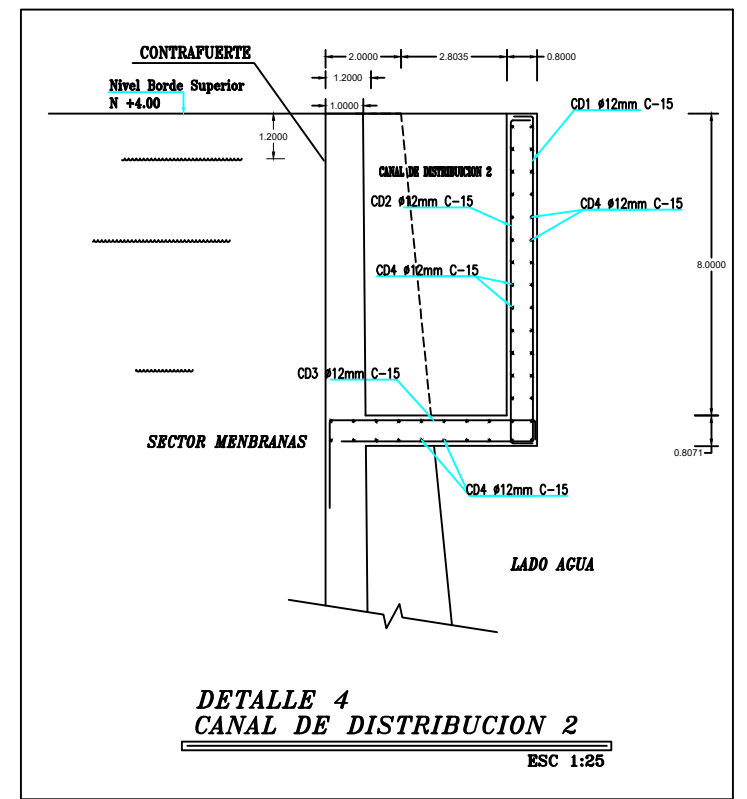 CONTRAFUERTE
2.0000
2.8035
0.8000
1.2000
Nivel Borde Superior
N +4.00
1.0000
1.2000
CD1 ø12mm C-15
CANAL DE DISTRIBUCION 2
CD2 ø12mm C-15
CD4 ø12mm C-15
CD4 ø12mm C-15
8.0000
CD3 ø12mm C-15
SECTOR MENBRANAS
0.8071
CD4 ø12mm C-15
LADO AGUA
DETALLE 4
CANAL DE DISTRIBUCION 2
ESC 1:25